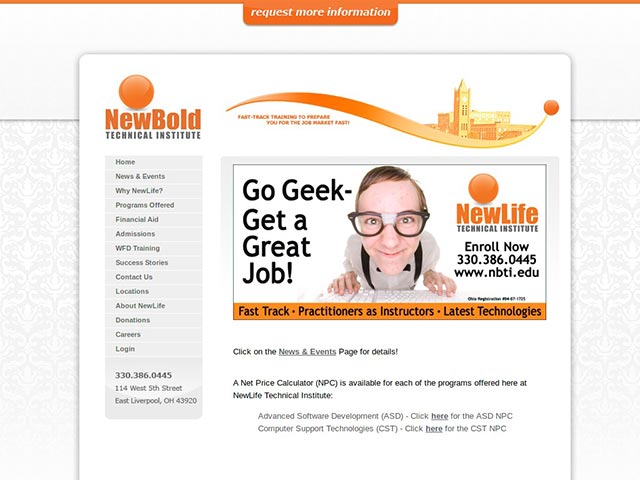 request more information
NewBold
TECHNICAL INSTITUTE
FAST-TRACK TRAINING TO PREPARE
YOU FOR THE JOB MARKET FAST!
Home
News & Events
Why NewLife?
Programs Offered
Financial Aid
Admissions
WFD Training
Success Stories
Contact Us
Locations
About NewLife
Donations
Careers
Login
330.386.0445
114 West 5th Street
East Liverpool, OH 43920
Go Geek-
Get a
Great
Job!
NewLife
TECHNICAL INSTITUTE
Enroll Now
330.386.0445
www.nbti.edu
Ohio Registration #04-07-1725
Fast Track · Practitioners as Instructors · Latest Technologies
Click on the News & Events Page for details!
A Net Price Calculator (NPC) is available for each of the programs offered here at
NewLife Technical Institute:
Advanced Software Development (ASD) - Click here for the ASD NPC
Computer Support Technologies (CST) - Click here for the CST NPC